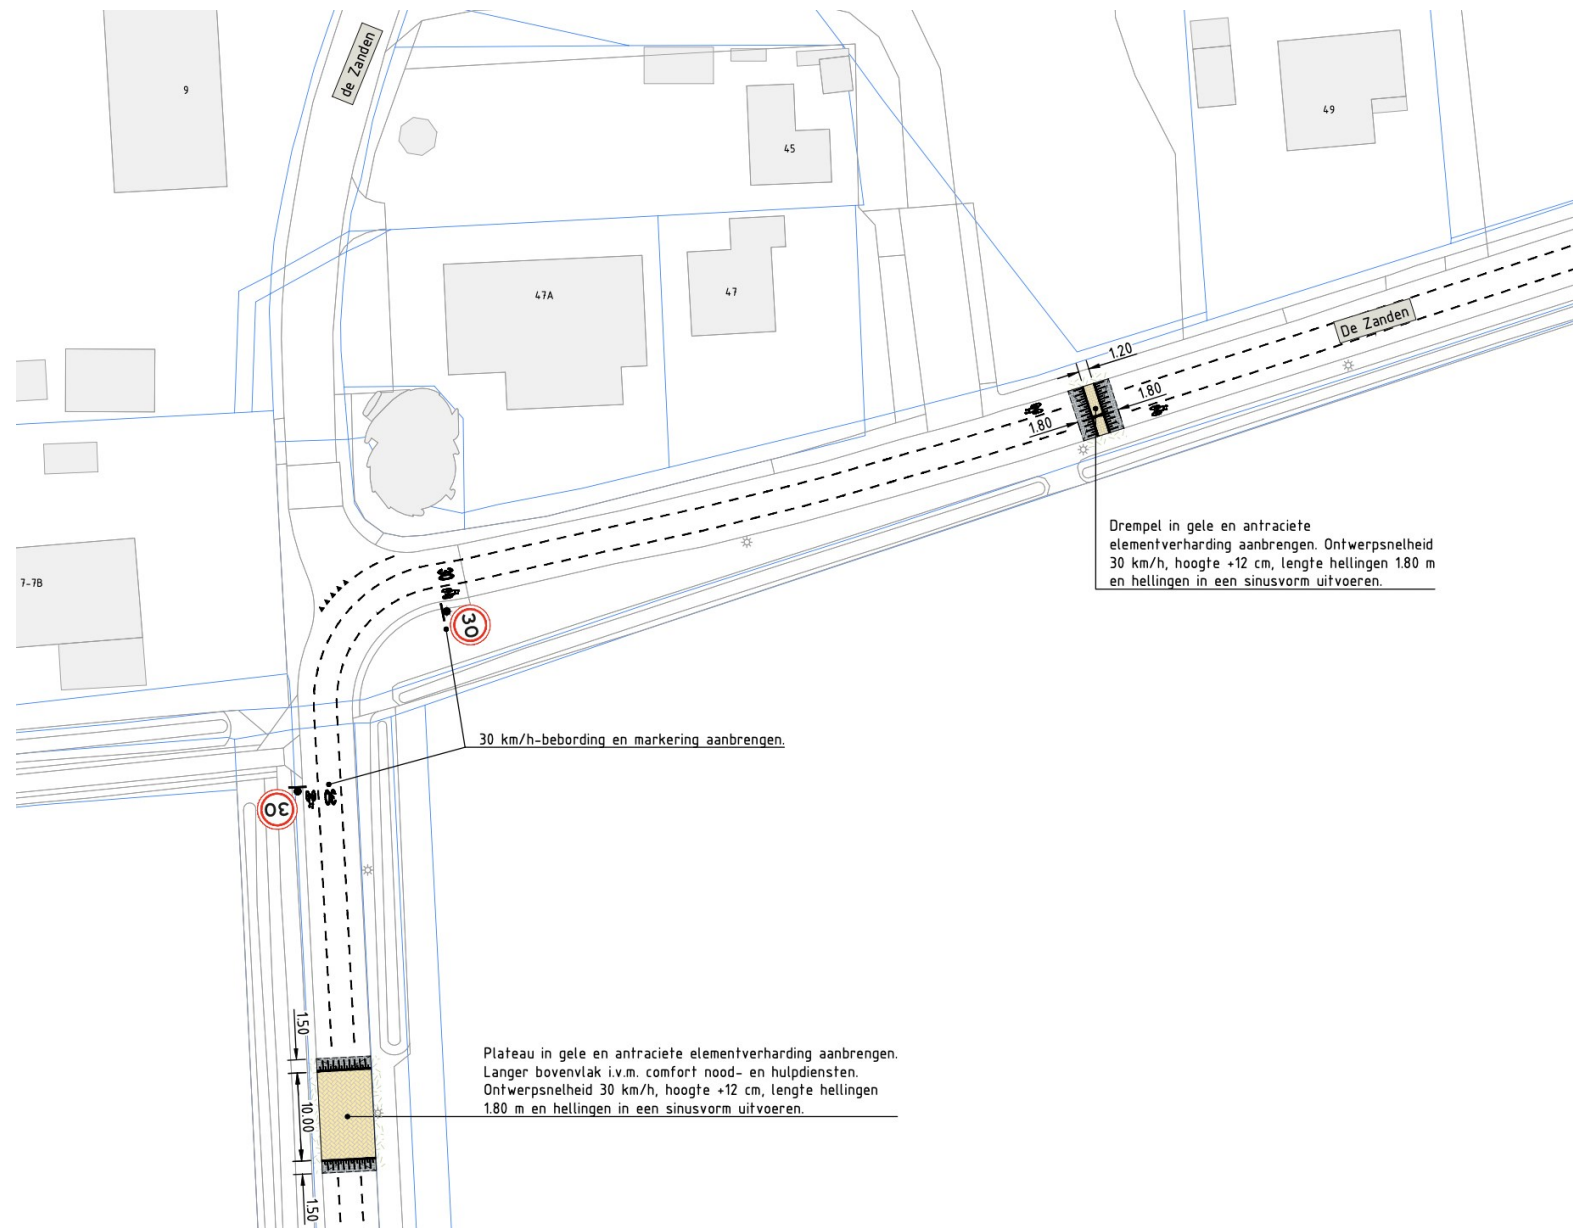 de Zanden
9
45
49
47A
47
De Zanden
1.20
1.80
1.80
7-7B
Drempel in gele en antraciete
elementverharding aanbrengen. Ontwerpsnelheid
30 km/h, hoogte +12 cm, lengte hellingen 1.80 m
en hellingen in een sinusvorm uitvoeren.
30
30
30 km/h-bebording en markering aanbrengen.
30
30
1.50
Plateau in gele en antraciete elementverharding aanbrengen.
Langer bovenvlak i.v.m. comfort nood- en hulpdiensten.
Ontwerpsnelheid 30 km/h, hoogte +12 cm, lengte hellingen
1.80 m en hellingen in een sinusvorm uitvoeren.
10.00
1.50